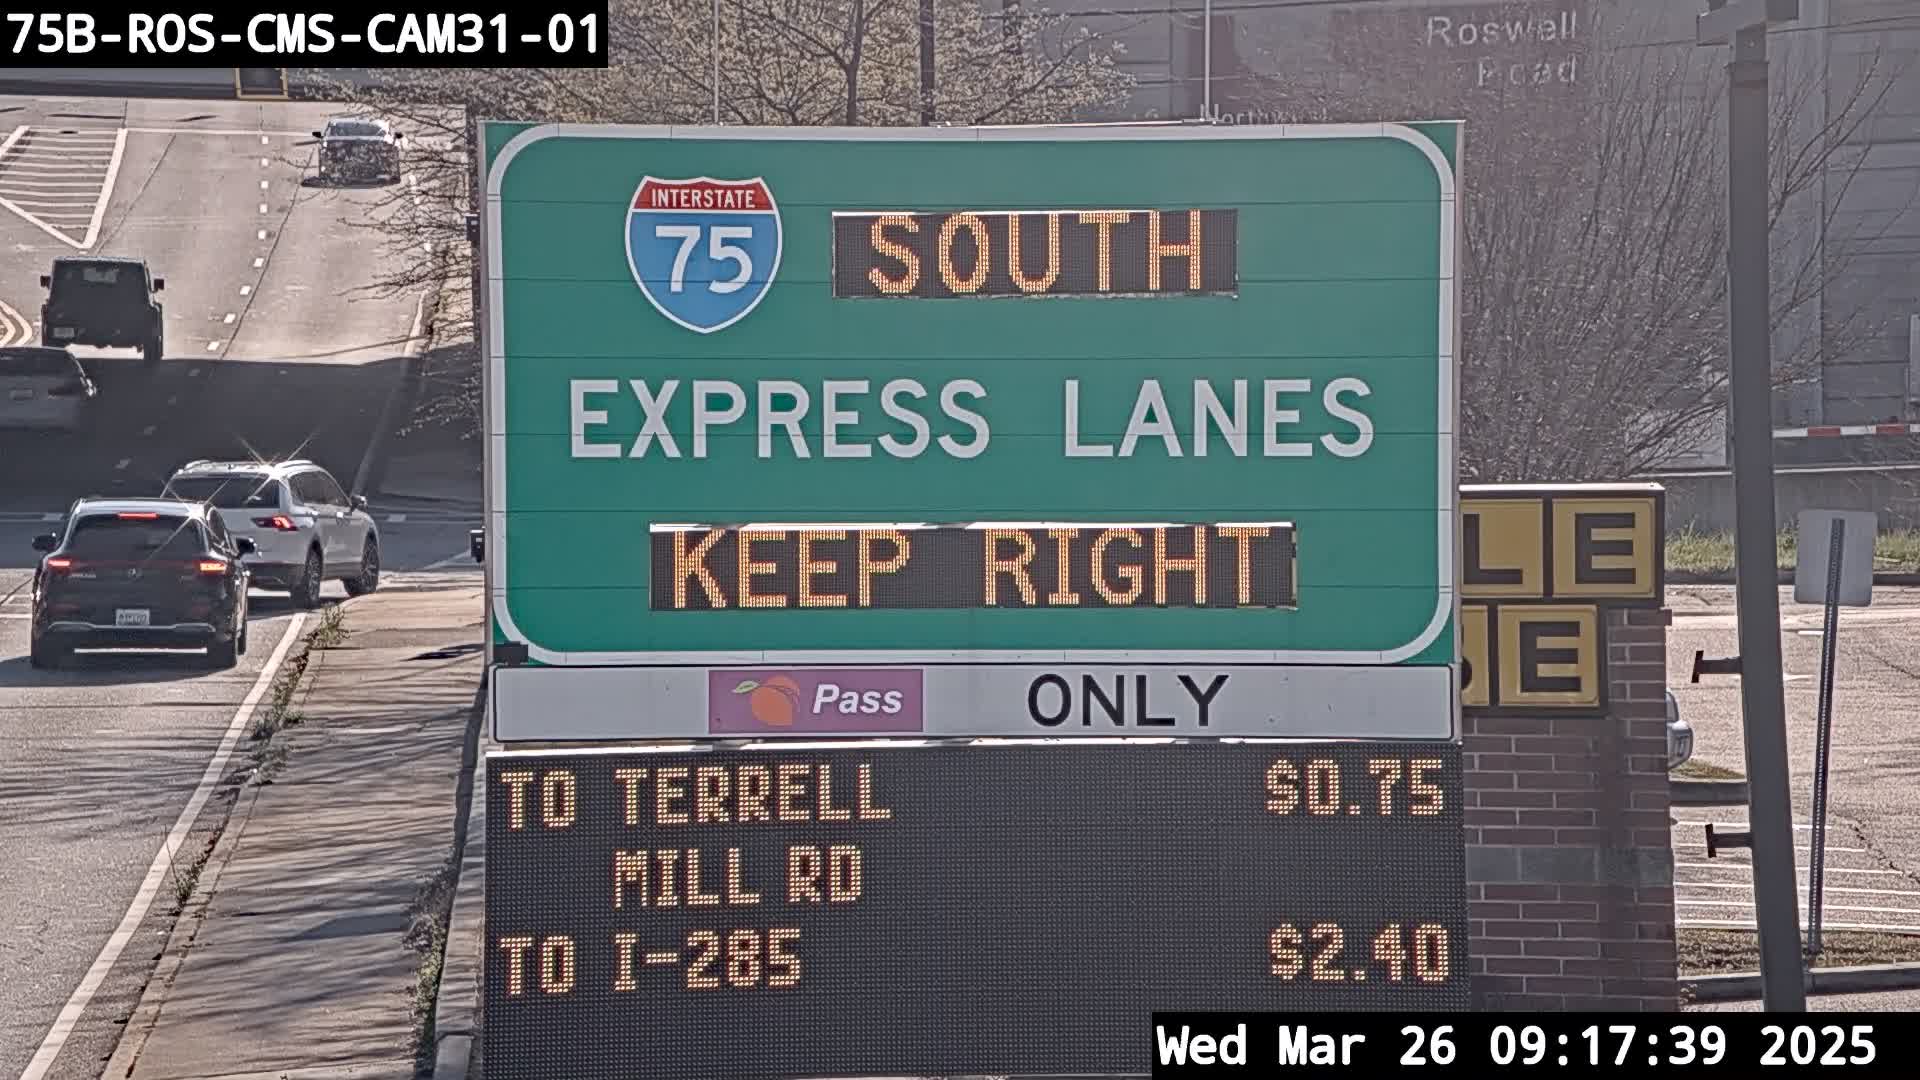 75B-ROS-CMS-CAM31-01
Roswell
Road
INTERSTATE
75
SOUTH
EXPRESS LANES
KEEP RIGHT
LE
E
Pass ONLY
TO TERRELL $0.75
MILL RD
TO I-285 $2.40
Wed Mar 26 09:17:39 2025